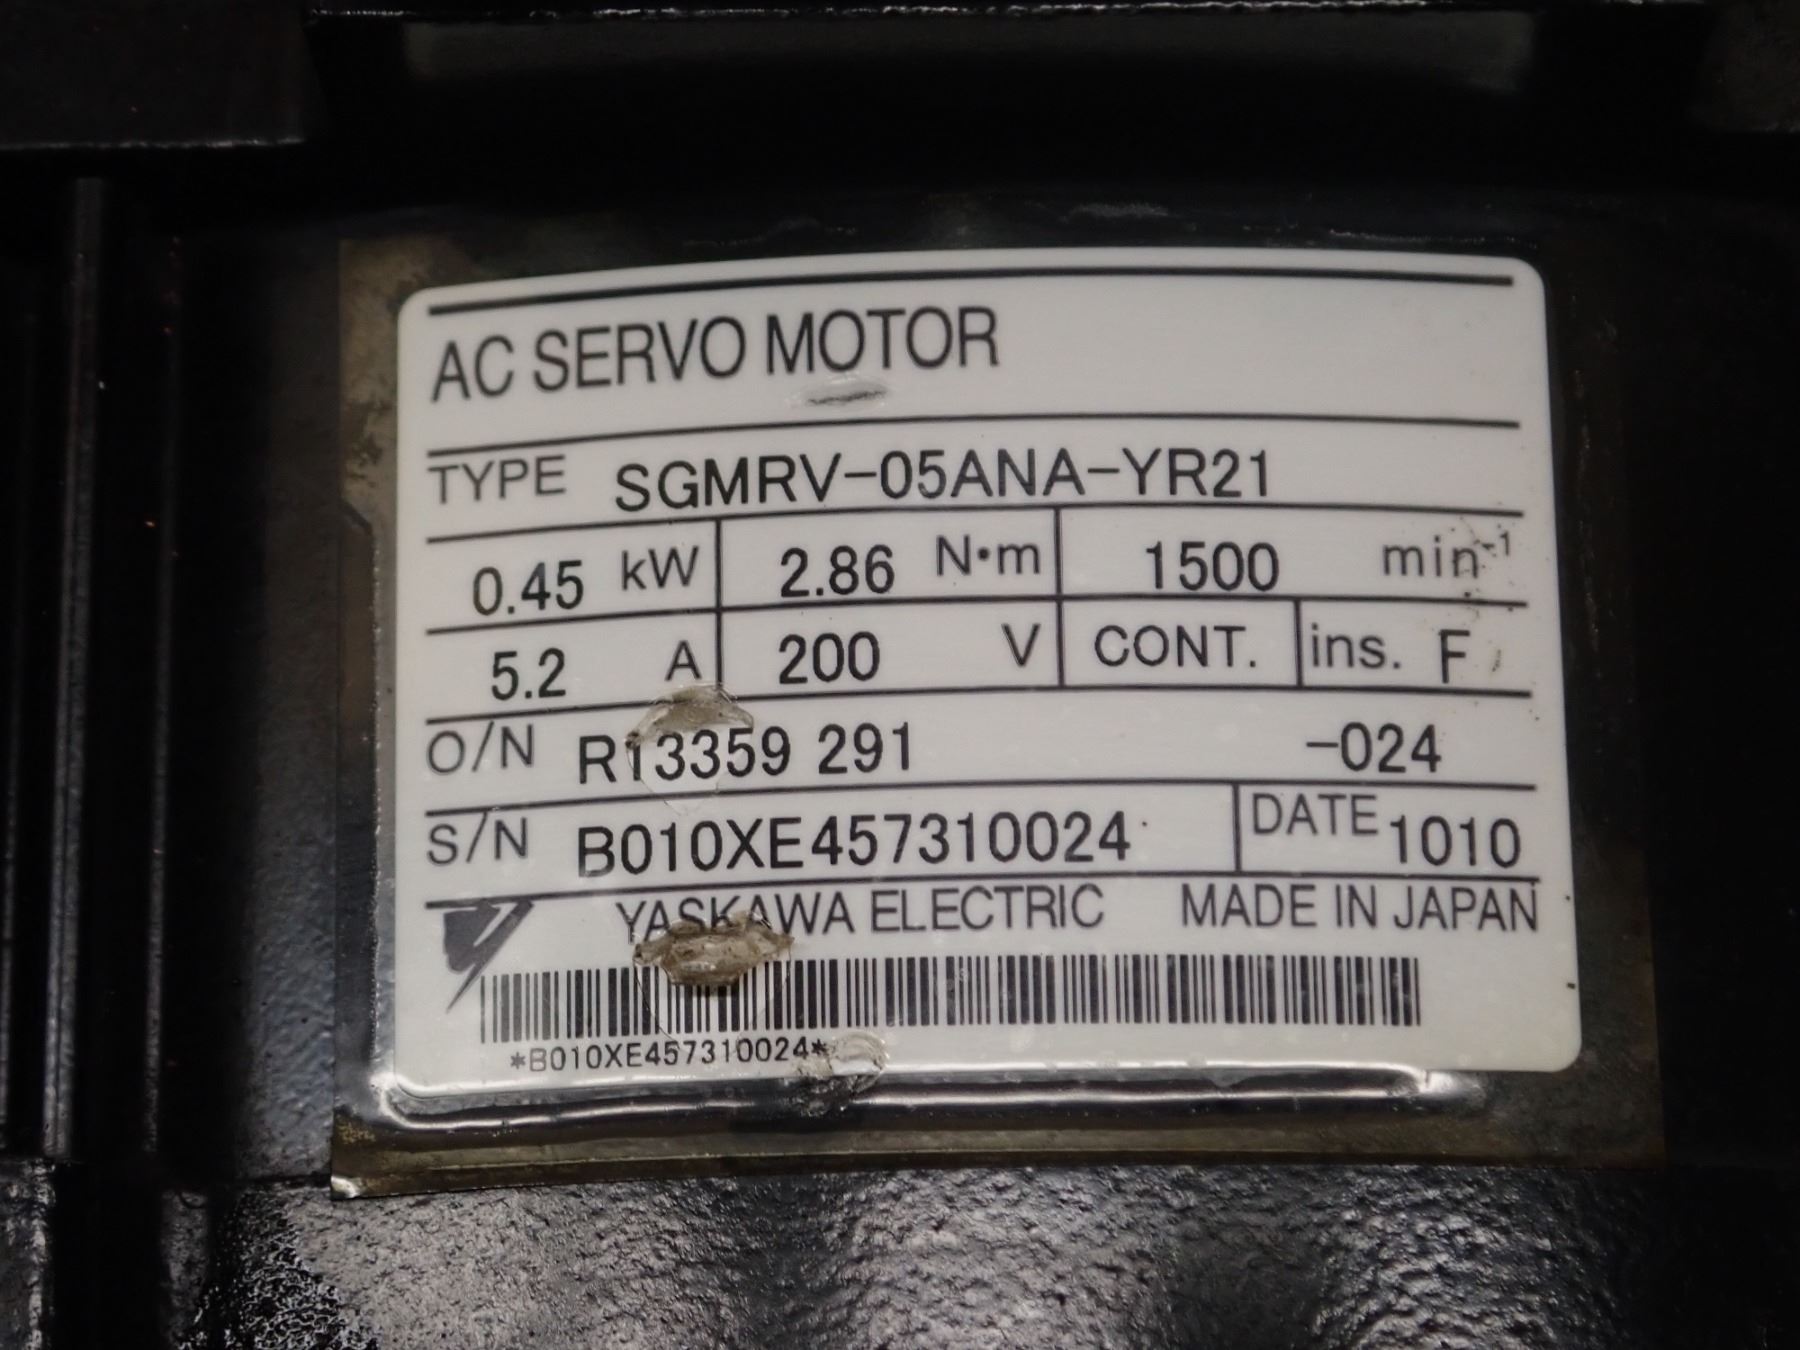 AC SERVO MOTOR
TYPE SGMRV-05ANA-YR21
0.45 kW 2.86 N·m 1500 min⁻¹
5.2 A 200 V CONT. ins. F
O/N R13359 291 -024
S/N B010XE457310024 DATE 1010
YASKAWA ELECTRIC MADE IN JAPAN
*B010XE457310024*